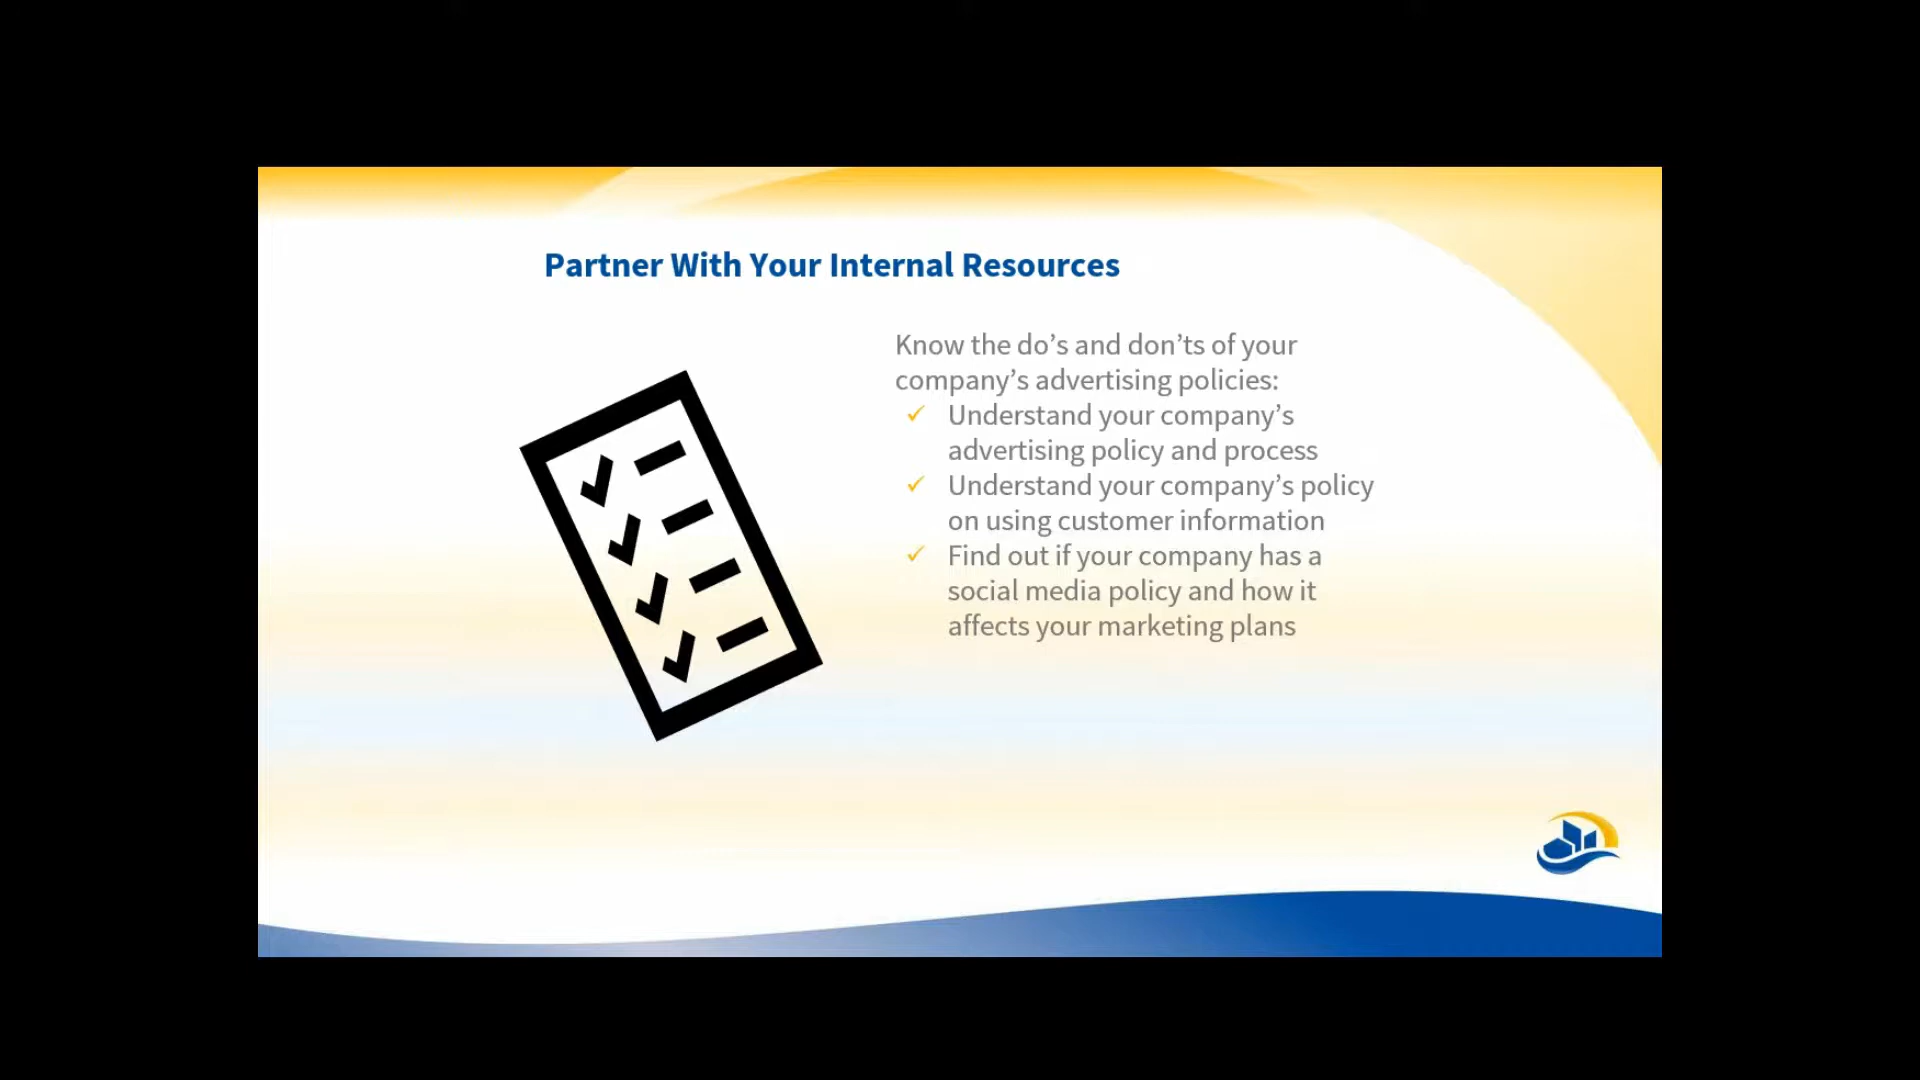 Partner With Your Internal Resources
Know the do’s and don’ts of your
company’s advertising policies:
✓ Understand your company’s
advertising policy and process
✓ Understand your company’s policy
on using customer information
✓ Find out if your company has a
social media policy and how it
affects your marketing plans